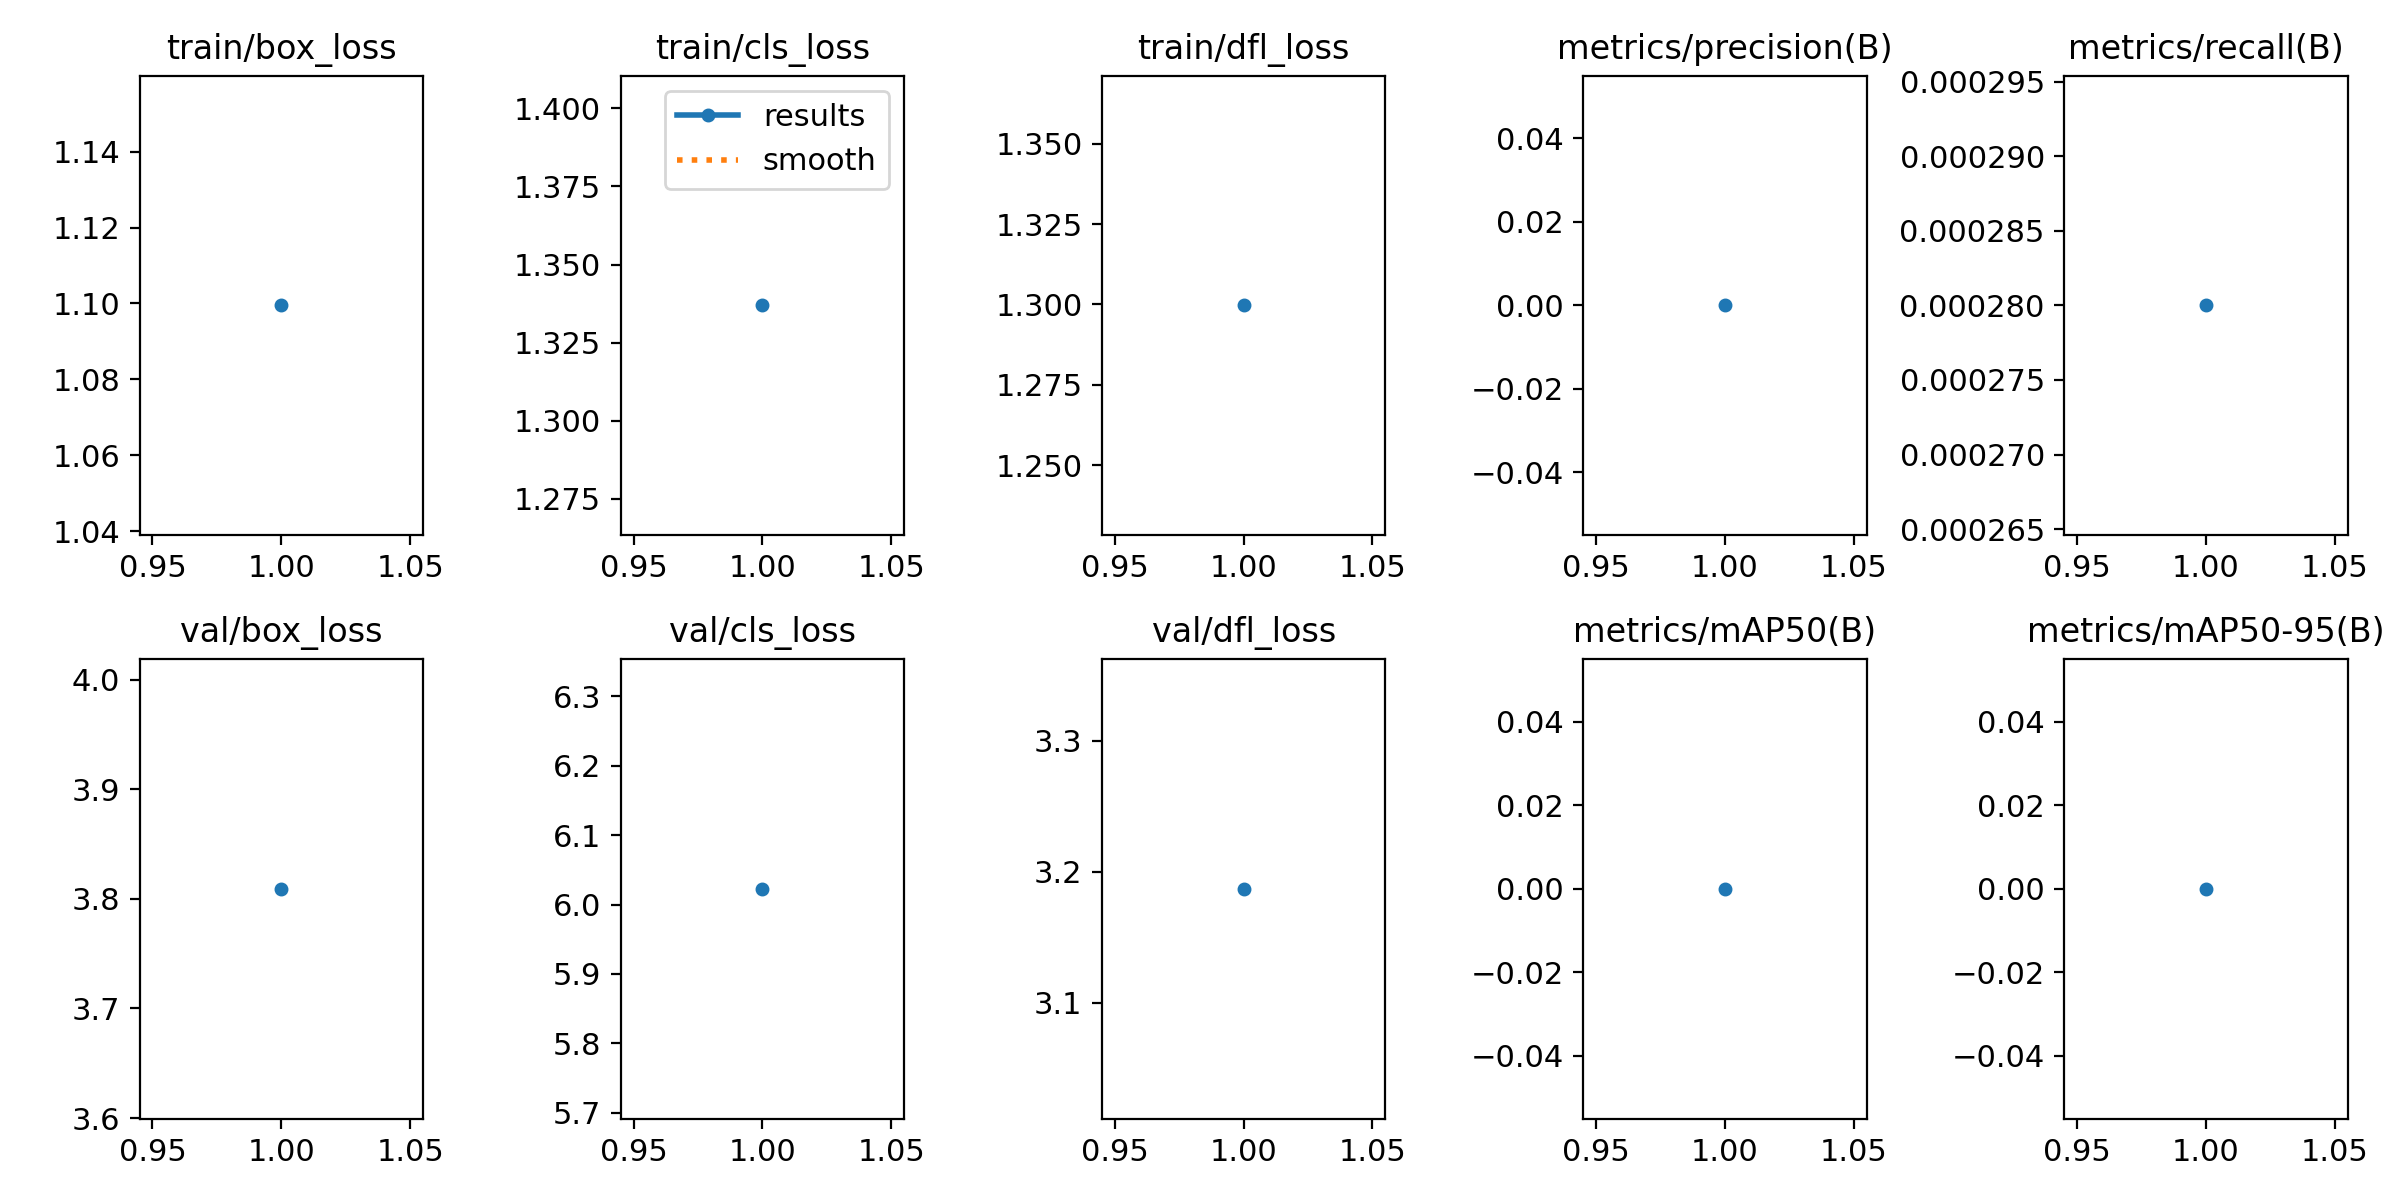 train/box_loss
1.14
1.12
1.10
1.08
1.06
1.04
0.95 1.00 1.05
train/cls_loss
1.400
1.375
1.350
1.325
1.300
1.275
results
smooth
0.95 1.00 1.05
train/dfl_loss
1.350
1.325
1.300
1.275
1.250
0.95 1.00 1.05
metrics/precision(B)
0.04
0.02
0.00
−0.02
−0.04
0.95 1.00 1.05
metrics/recall(B)
0.000295
0.000290
0.000285
0.000280
0.000275
0.000270
0.000265
0.95 1.00 1.05
val/box_loss
4.0
3.9
3.8
3.7
3.6
0.95 1.00 1.05
val/cls_loss
6.3
6.2
6.1
6.0
5.9
5.8
5.7
0.95 1.00 1.05
val/dfl_loss
3.3
3.2
3.1
0.95 1.00 1.05
metrics/mAP50(B)
0.04
0.02
0.00
−0.02
−0.04
0.95 1.00 1.05
metrics/mAP50-95(B)
0.04
0.02
0.00
−0.02
−0.04
0.95 1.00 1.05